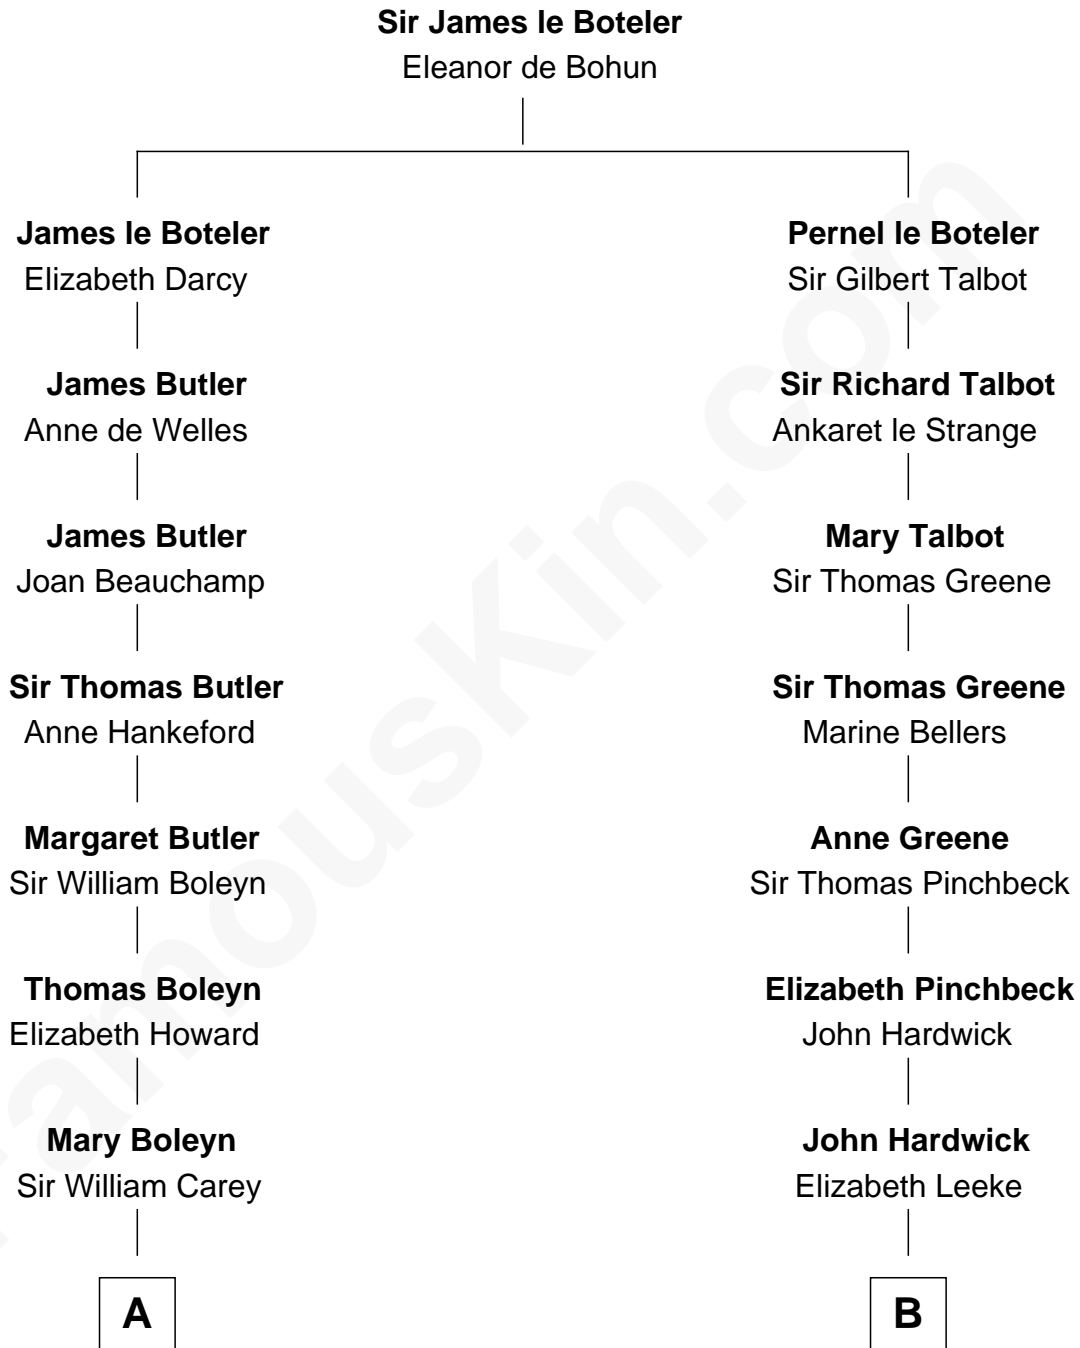 Sir James le Boteler
Eleanor de Bohun
James le Boteler
Elizabeth Darcy
James Butler
Anne de Welles
James Butler
Joan Beauchamp
Sir Thomas Butler
Anne Hankeford
Margaret Butler
Sir William Boleyn
Thomas Boleyn
Elizabeth Howard
Mary Boleyn
Sir William Carey
A
Pernel le Boteler
Sir Gilbert Talbot
Sir Richard Talbot
Ankaret le Strange
Mary Talbot
Sir Thomas Greene
Sir Thomas Greene
Marine Bellers
Anne Greene
Sir Thomas Pinchbeck
Elizabeth Pinchbeck
John Hardwick
John Hardwick
Elizabeth Leeke
B
FamousKin.com